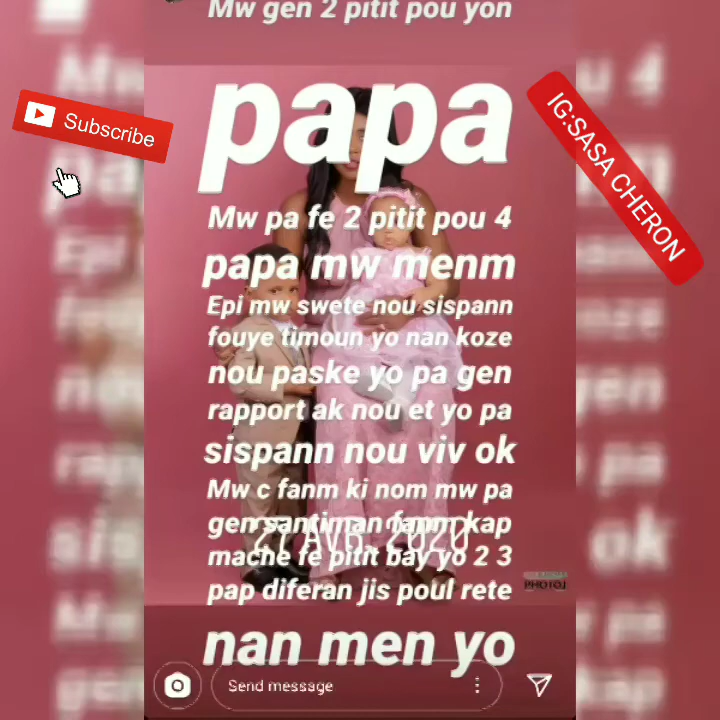 Mw gen 2 pitit pou yon
papa
Subscribe
IG:SASA CHERON
Mw pa fe 2 pitit pou 4
papa mw menm
Epi mw swete nou sispann
fouye timoun yo nan koze
nou paske yo pa gen
rapport ak nou et yo pa
sispann nou viv ok
Mw c fanm ki nom mw pa
gen santiman fanm kap
27 AVR. 2020
mache fe pitit bay yo 2 3
pap diferan jis poul rete
PHOTO
nan men yo
Send message